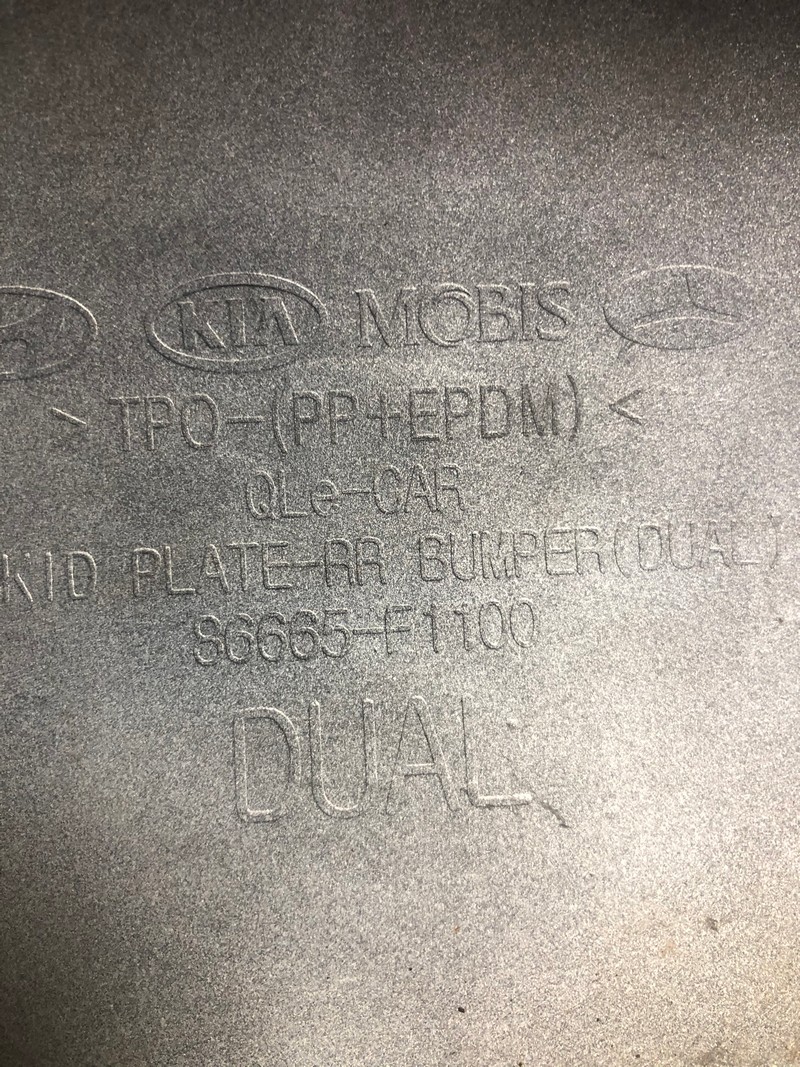 KIA MOBIS
>TPO-(PP+EPDM)<
QLe-CAR
KID PLATE-RR BUMPER(DUAL)
86665-F1100
DUAL